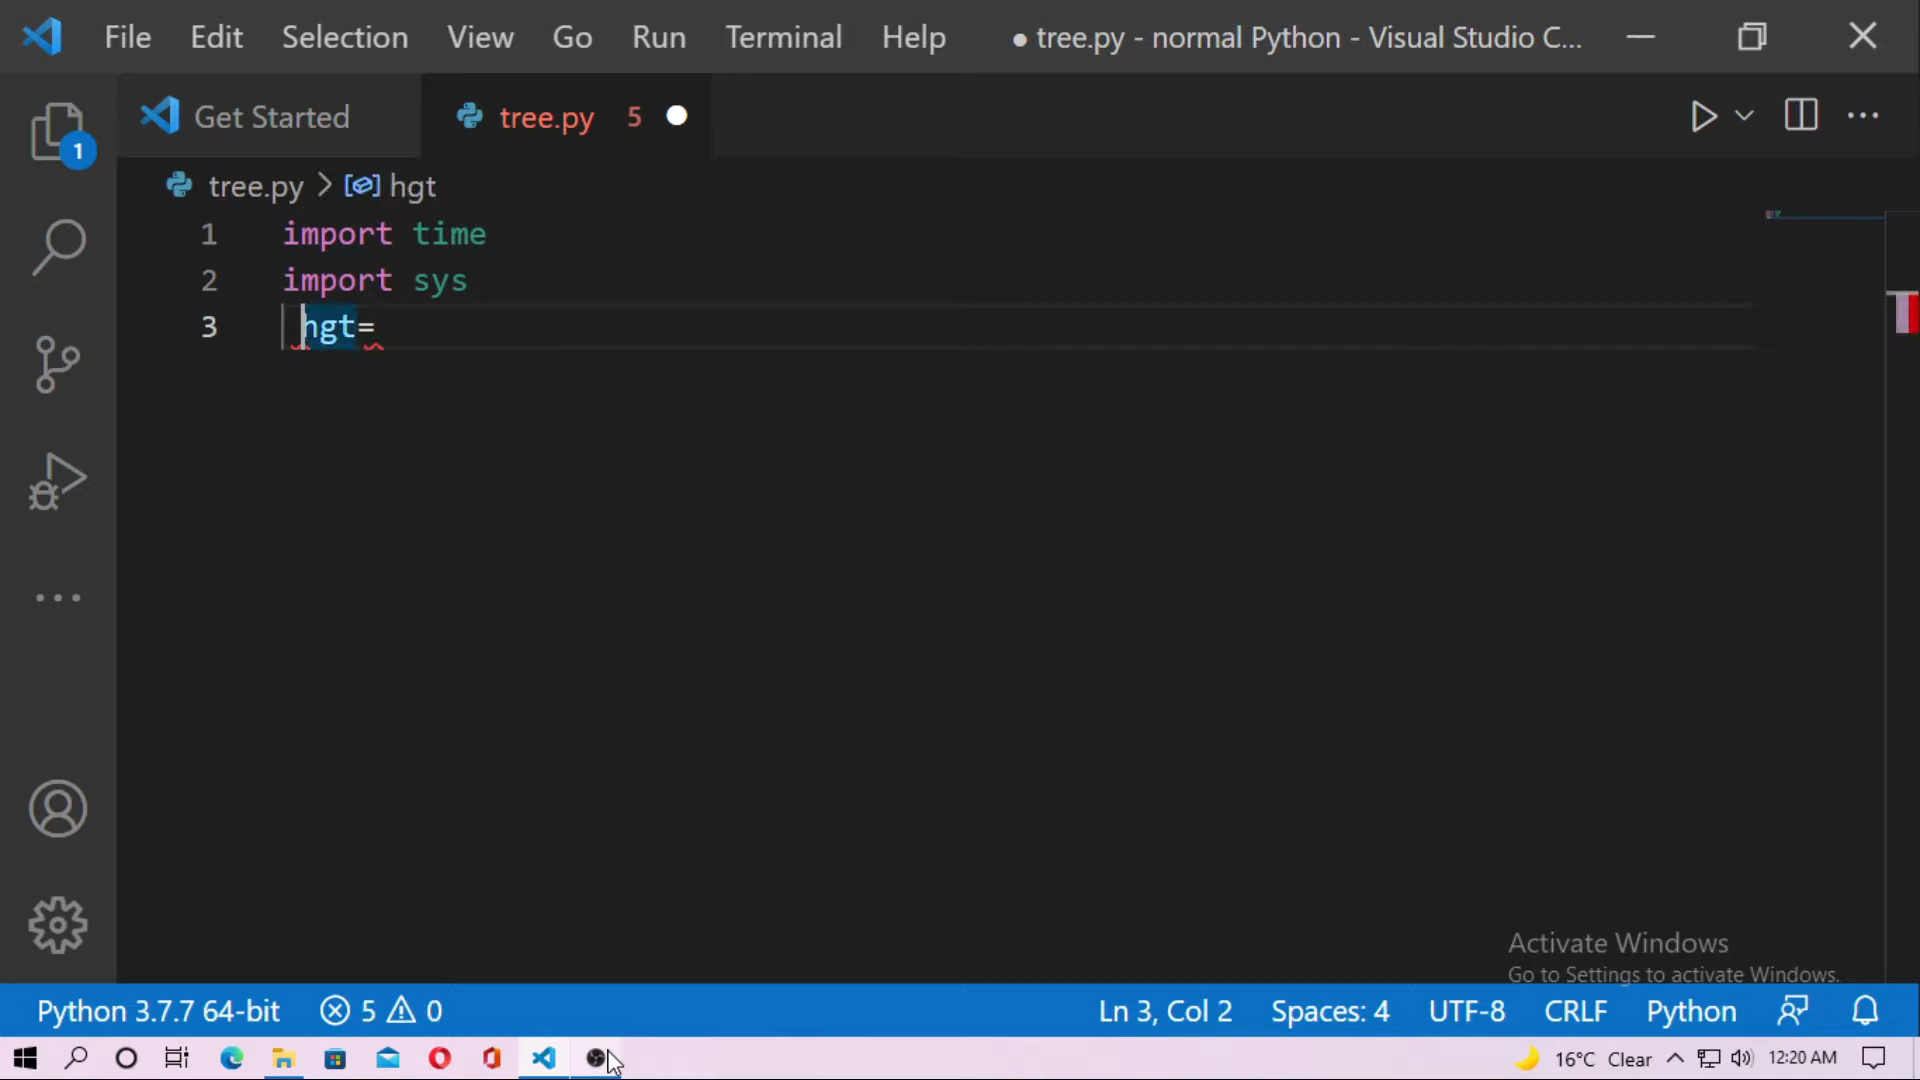 File Edit Selection View Go Run Terminal Help ● tree.py - normal Python - Visual Studio C...
Get Started tree.py 5
1
tree.py > hgt
1 import time
2 import sys
3 hgt=
Activate Windows
Go to Settings to activate Windows.
Python 3.7.7 64-bit 5 0 Ln 3, Col 2 Spaces: 4 UTF-8 CRLF Python
16°C Clear 12:20 AM